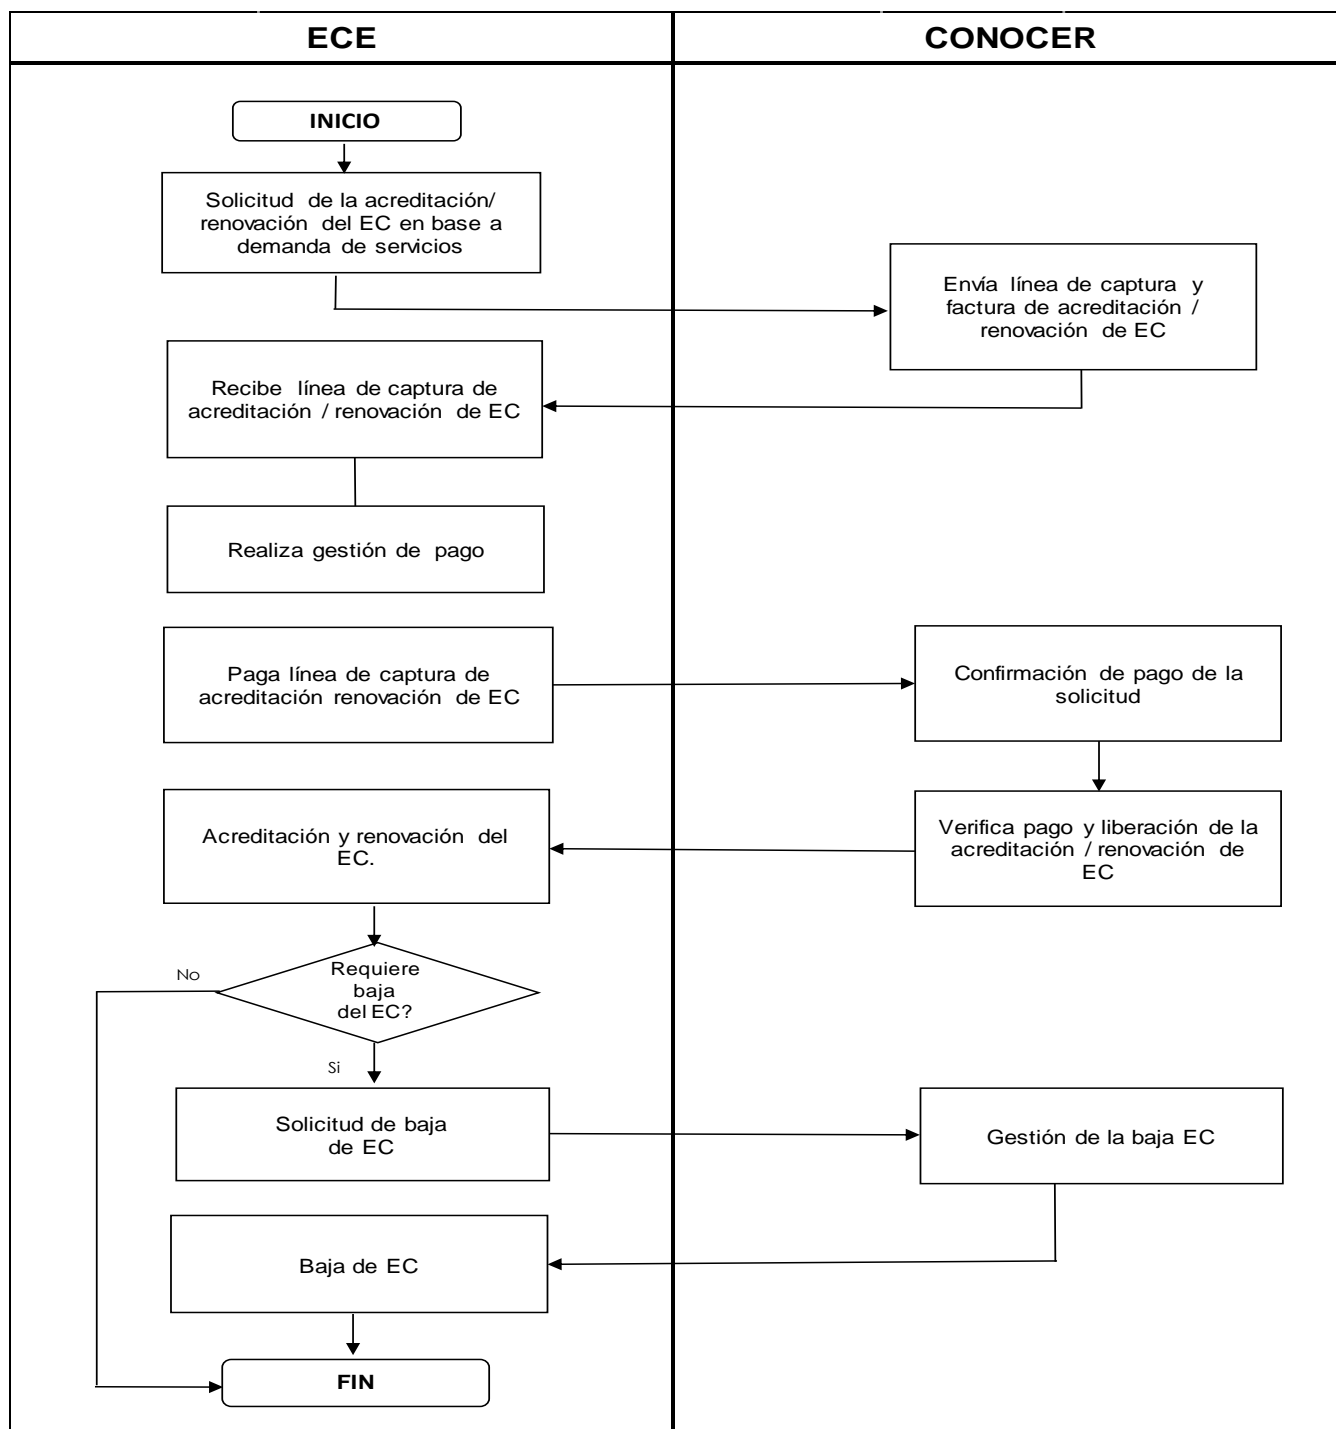 ECE
CONOCER
INICIO
Solicitud de la acreditación/
renovación del EC en base a
demanda de servicios
Envía línea de captura y
factura de acreditación /
renovación de EC
Recibe línea de captura de
acreditación / renovación de EC
Realiza gestión de pago
Paga línea de captura de
acreditación renovación de EC
Confirmación de pago de la
solicitud
Verifica pago y liberación de la
acreditación / renovación de
EC
Acreditación y renovación del
EC.
Requiere
baja
del EC?
No
Si
Solicitud de baja
de EC
Gestión de la baja EC
Baja de EC
FIN